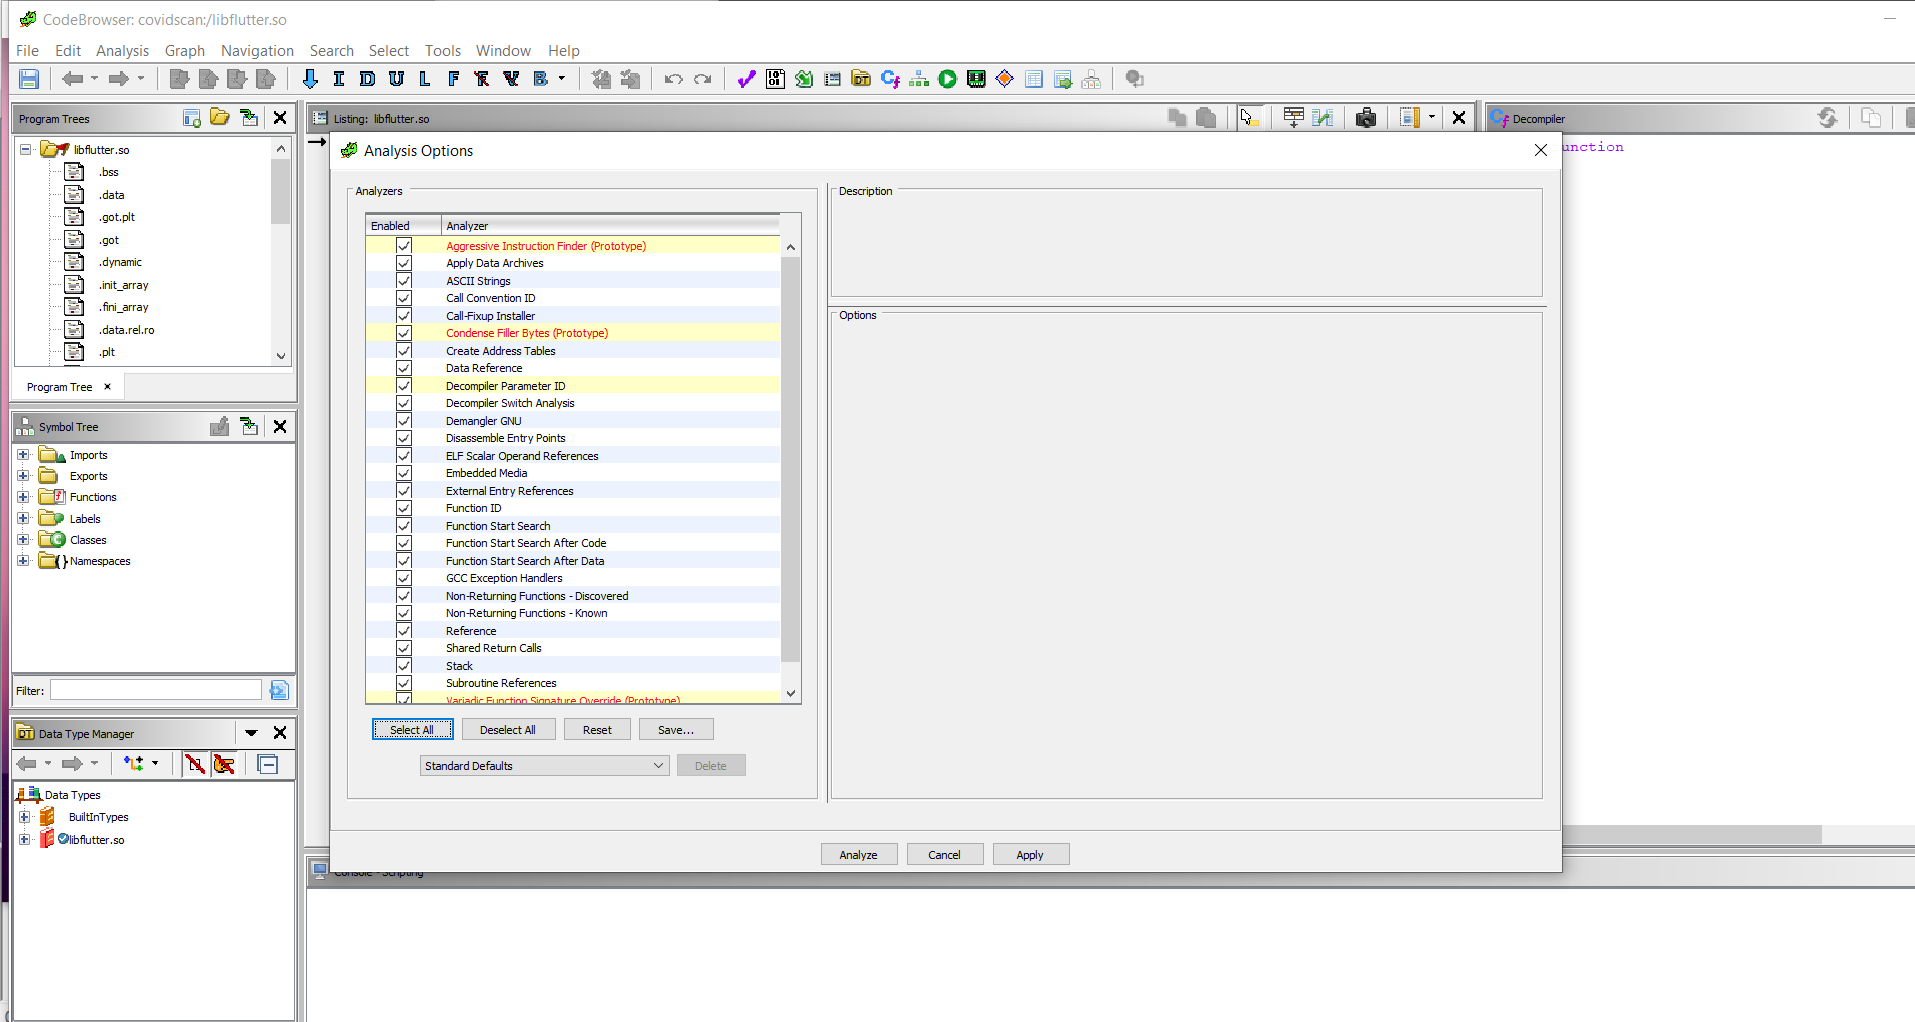 CodeBrowser: covidscan:/libflutter.so
File Edit Analysis Graph Navigation Search Select Tools Window Help
I D U L F V B
Program Trees
libflutter.so
.bss
.data
.got.plt
.got
.dynamic
.init_array
.fini_array
.data.rel.ro
.plt
Program Tree
Symbol Tree
Imports
Exports
Functions
Labels
Classes
Namespaces
Filter:
Data Type Manager
Data Types
BuiltInTypes
libflutter.so
Listing: libflutter.so
Decompiler
unction
Analysis Options
Analyzers
Enabled Analyzer
Aggressive Instruction Finder (Prototype)
Apply Data Archives
ASCII Strings
Call Convention ID
Call-Fixup Installer
Condense Filler Bytes (Prototype)
Create Address Tables
Data Reference
Decompiler Parameter ID
Decompiler Switch Analysis
Demangler GNU
Disassemble Entry Points
ELF Scalar Operand References
Embedded Media
External Entry References
Function ID
Function Start Search
Function Start Search After Code
Function Start Search After Data
GCC Exception Handlers
Non-Returning Functions - Discovered
Non-Returning Functions - Known
Reference
Shared Return Calls
Stack
Subroutine References
Variadic Function Signature Override (Prototype)
Select All Deselect All Reset Save...
Standard Defaults Delete
Description
Options
Analyze Cancel Apply
Console - Scripting